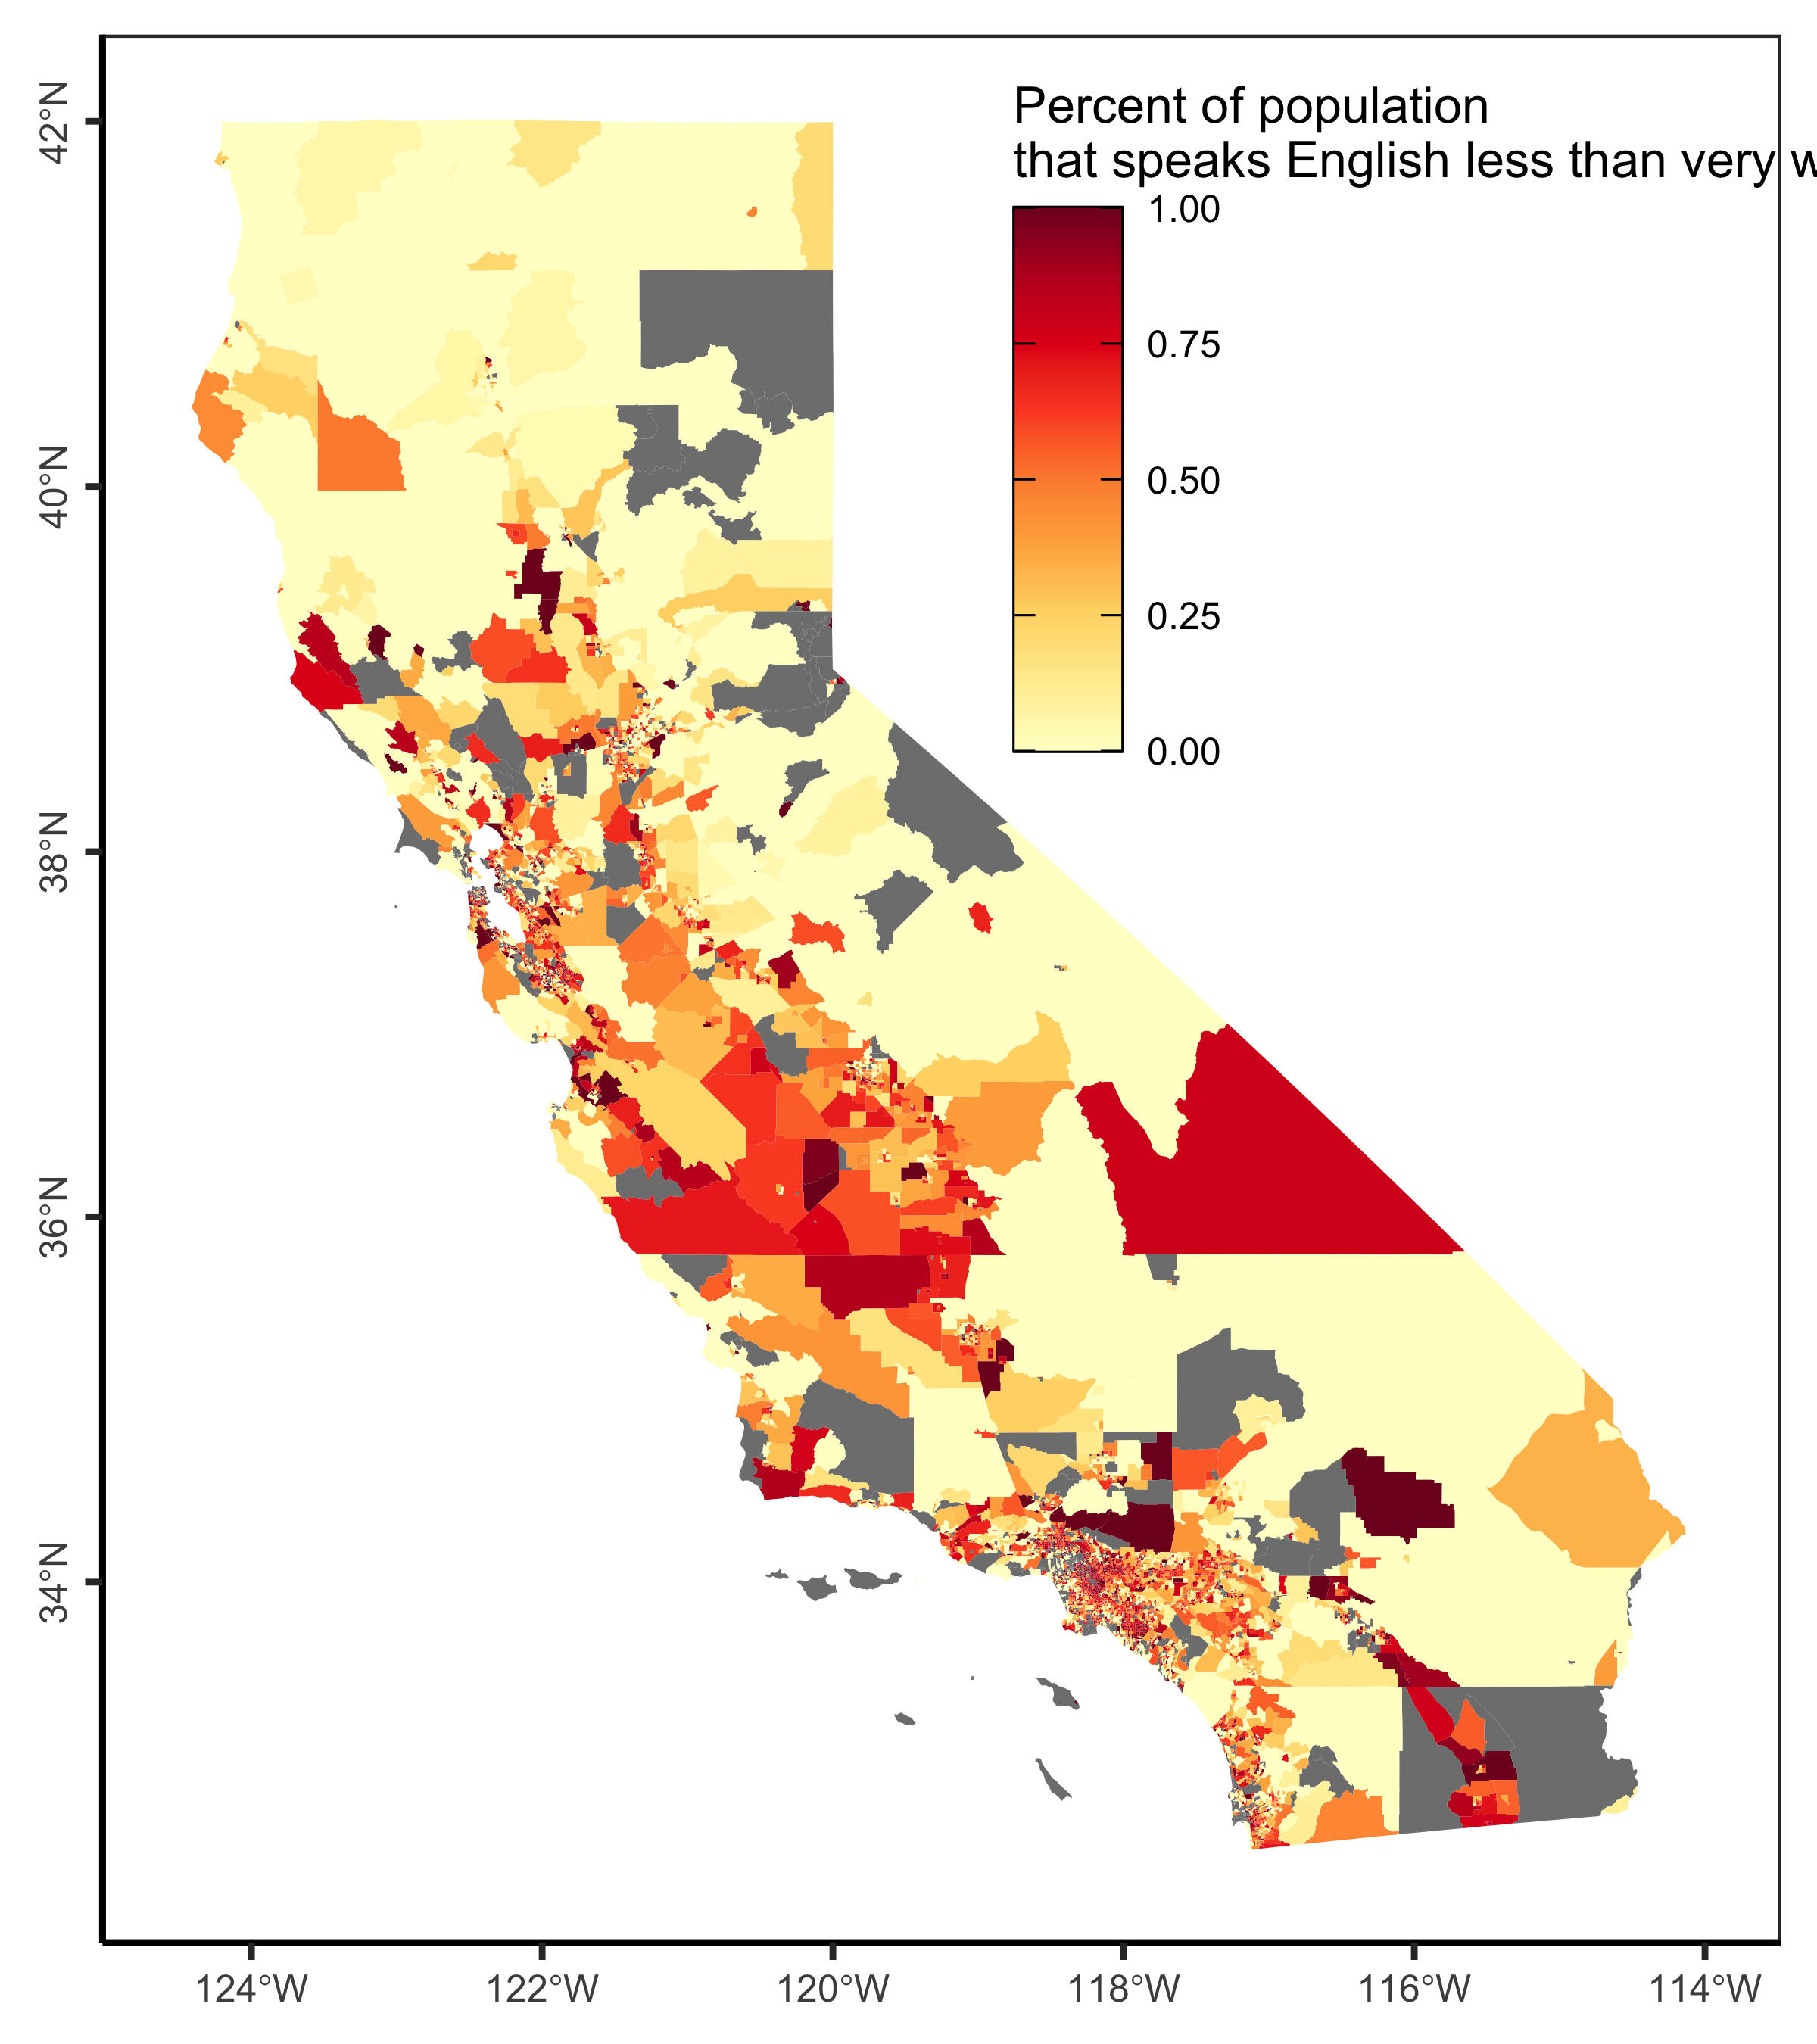 Percent of population
that speaks English less than very w
1.00
0.75
0.50
0.25
0.00
42°N
40°N
38°N
36°N
34°N
124°W
122°W
120°W
118°W
116°W
114°W